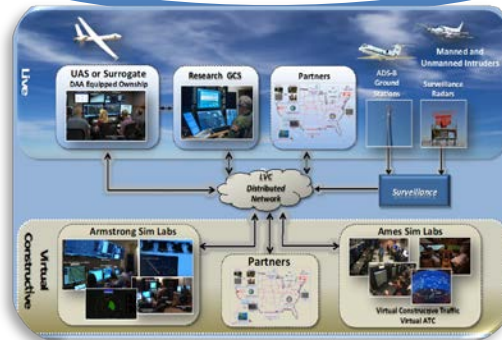 Live
UAS or Surrogate
DAA Equipped Ownship
Research GCS
Partners
ADS-B
Ground
Stations
Manned and
Unmanned Intruders
Surveillance
Radars
LVC
Distributed
Network
Surveillance
Virtual
Constructive
Armstrong Sim Labs
Partners
Ames Sim Labs
Virtual Constructive Traffic
Virtual ATC